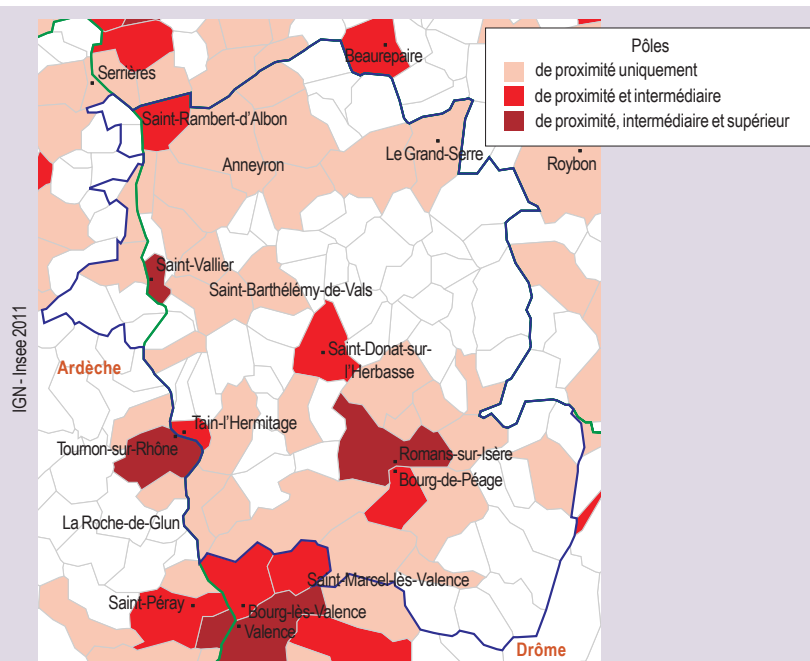 Pôles
de proximité uniquement
de proximité et intermédiaire
de proximité, intermédiaire et supérieur
Beaurepaire
Serrières
Saint-Rambert-d'Albon
Le Grand-Serre
Anneyron
Roybon
Saint-Vallier
Saint-Barthélémy-de-Vals
IGN - Insee 2011
Saint-Donat-sur-
l'Herbasse
Ardèche
Tain-l'Hermitage
Tournon-sur-Rhône
Romans-sur-Isère
Bourg-de-Péage
La Roche-de-Glun
Saint-Marcel-lès-Valence
Saint-Péray
Bourg-lès-Valence
Valence
Drôme